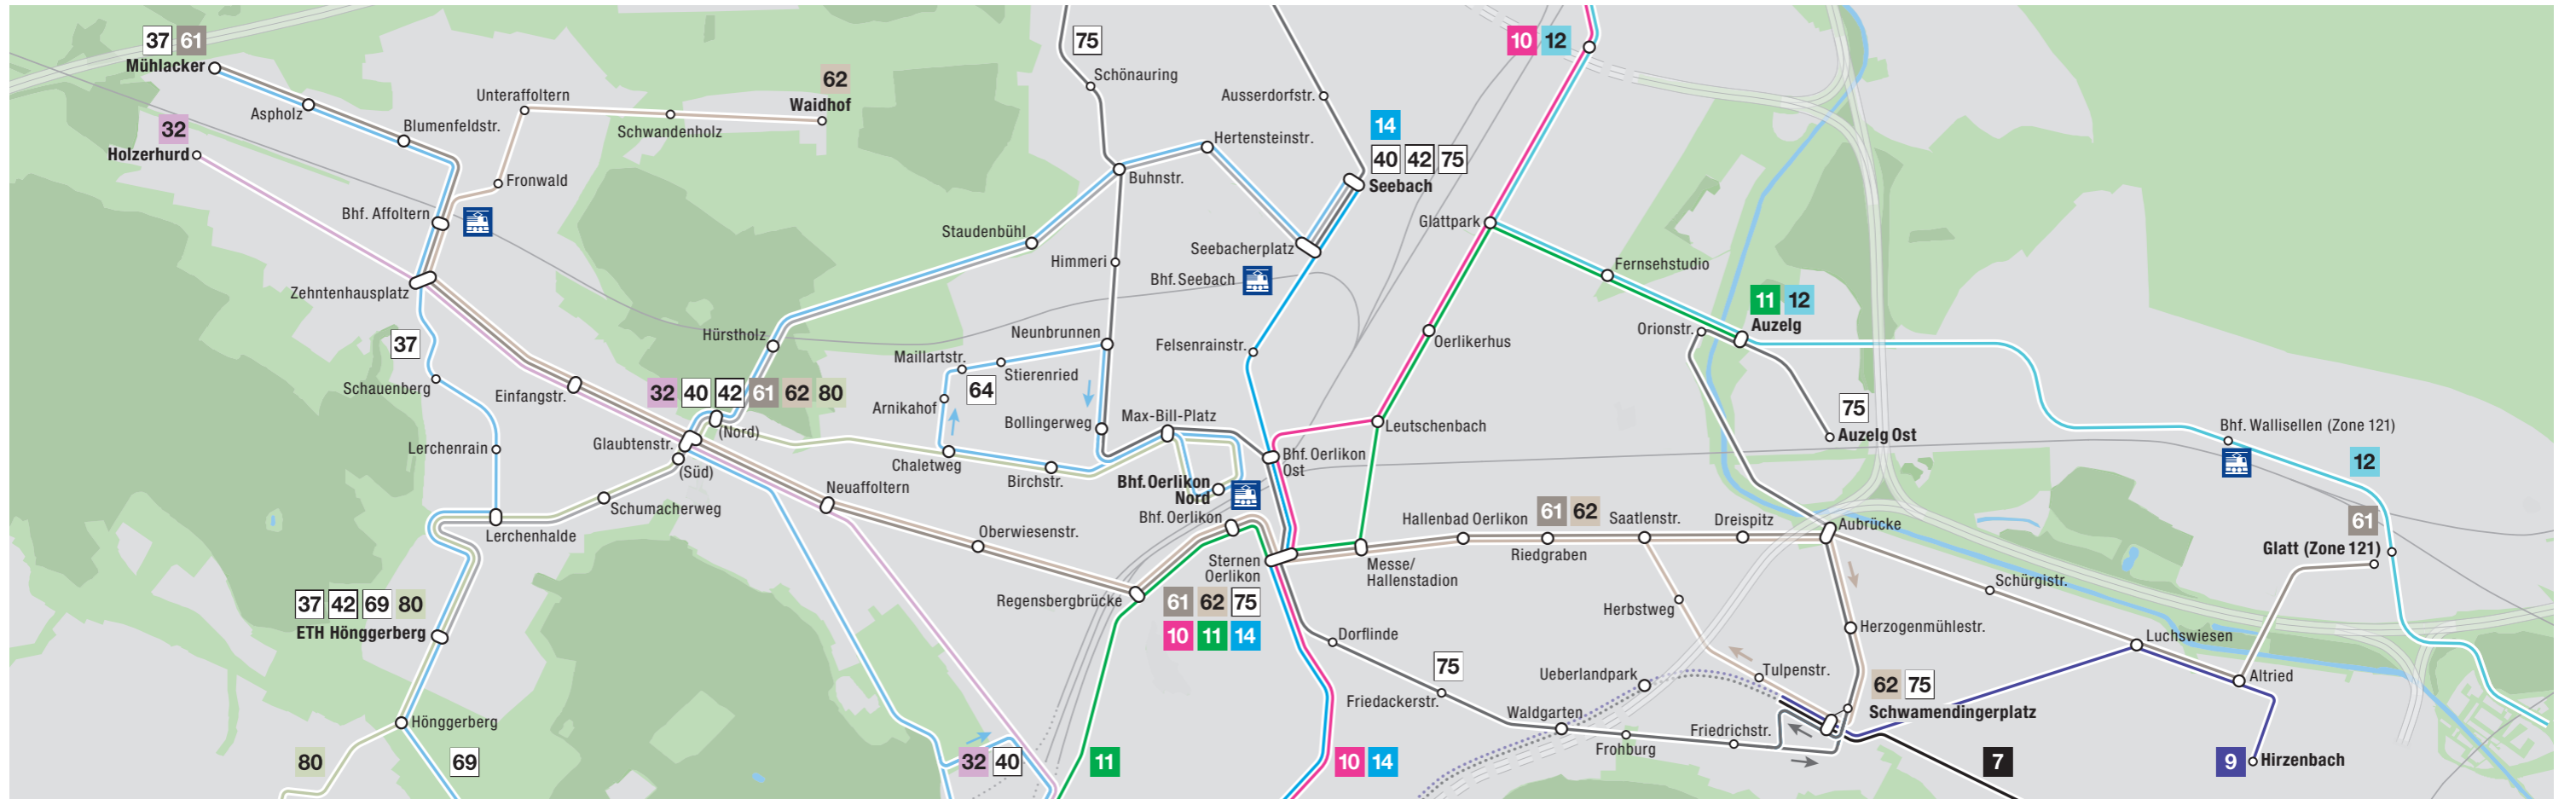 37 61
Mühlacker
Aspholz
Blumenfeldstr.
32
Holzerhurd
Unteraffoltern
Schwandenholz
62
Waidhof
Fronwald
Bhf. Affoltern
Zehntenhausplatz
37
Schauenberg
Lerchenrain
Einfangstr.
Hürstholz
32 40 42 61 62 80
(Nord)
Glaubtenstr.
(Süd)
Schumacherweg
Lerchenhalde
37 42 69 80
ETH Hönggerberg
Hönggerberg
80
69
Neuaffoltern
Oberwiesenstr.
Regensbergbrücke
32 40
11
75
Schönauring
Ausserdorfstr.
Hertensteinstr.
Buhnstr.
Staudenbühl
Himmeri
14
40 42 75
Seebach
Seebacherplatz
Bhf. Seebach
Neunbrunnen
Maillartstr.
Stierenried
64
Arnikahof
Bollingerweg
Chaletweg
Birchstr.
Max-Bill-Platz
Felsenrainstr.
Bhf. Oerlikon
Nord
Bhf. Oerlikon
Bhf. Oerlikon
Ost
Sternen
Oerlikon
61 62 75
10 11 14
10 14
10 12
Glattpark
Fernsehstudio
Oerlikerhus
Leutschenbach
11 12
Auzelg
Orionstr.
75
Auzelg Ost
Messe/
Hallenstadion
Hallenbad Oerlikon
61 62
Riedgraben
Saatlenstr.
Dreispitz
Aubrücke
Herbstweg
Dorflinde
75
Friedackerstr.
Waldgarten
Ueberlandpark
Frohburg
Friedrichstr.
Tulpenstr.
Herzogenmühlestr.
62 75
Schwamendingerplatz
7
Schürgistr.
Luchswiesen
Altried
9
Hirzenbach
Bhf. Wallisellen (Zone 121)
12
61
Glatt (Zone 121)